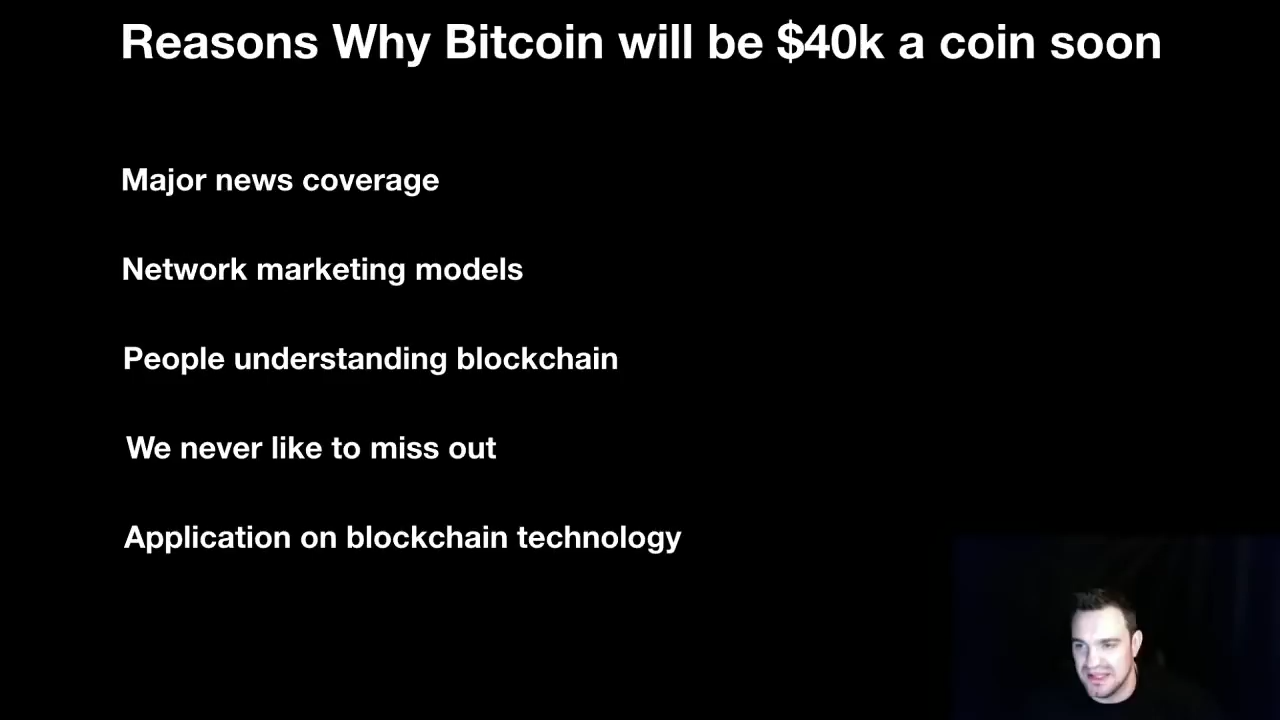 Reasons Why Bitcoin will be $40k a coin soon
Major news coverage
Network marketing models
People understanding blockchain
We never like to miss out
Application on blockchain technology